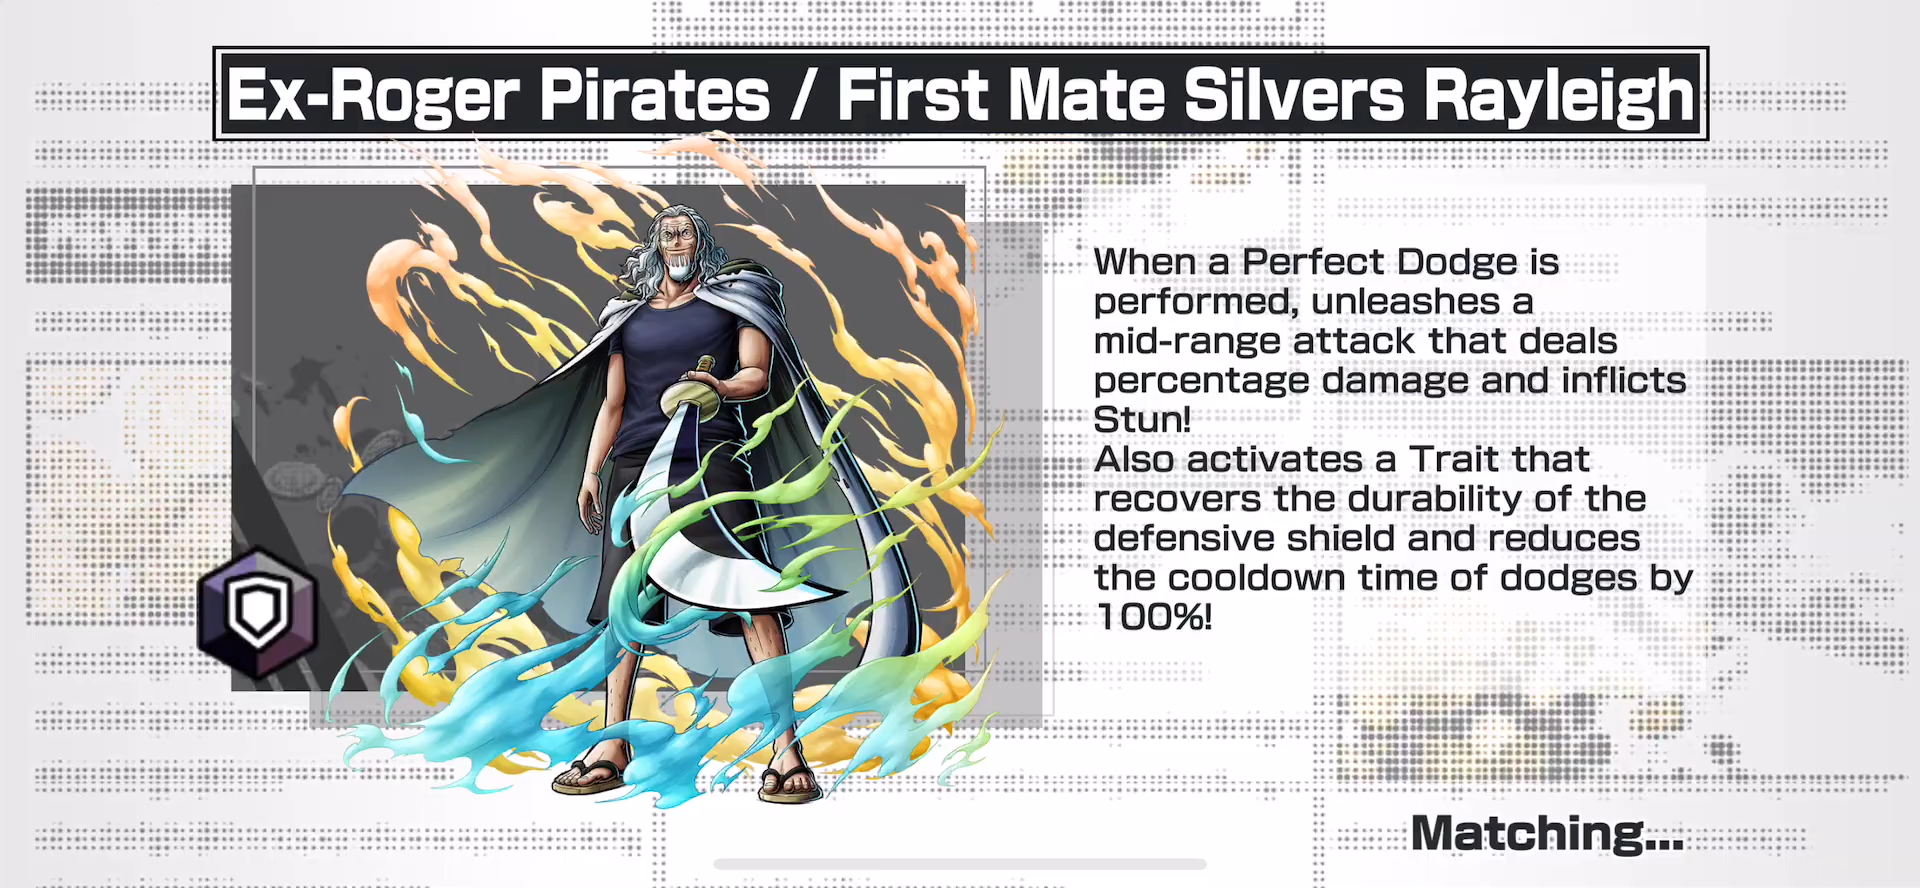 Ex-Roger Pirates / First Mate Silvers Rayleigh
When a Perfect Dodge is
performed, unleashes a
mid-range attack that deals
percentage damage and inflicts
Stun!
Also activates a Trait that
recovers the durability of the
defensive shield and reduces
the cooldown time of dodges by
100%!
Matching...